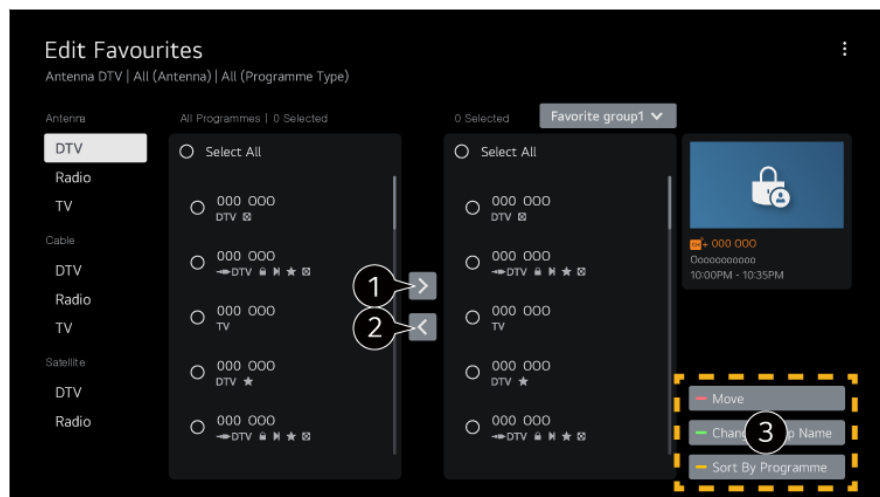 Edit Favourites
Antenna DTV | All (Antenna) | All (Programme Type)
Antenna
DTV
Radio
TV
Cable
DTV
Radio
TV
Satellite
DTV
Radio
All Programmes | 0 Selected
Select All
000 000
DTV
000 000
DTV
000 000
TV
000 000
DTV
000 000
DTV
1
2
0 Selected
Favorite group1
Select All
000 000
DTV
000 000
DTV
000 000
TV
000 000
DTV
000 000
DTV
+ 000 000
Oooooooooo
10:00PM - 10:35PM
Move
3
Name
Sort By Programme